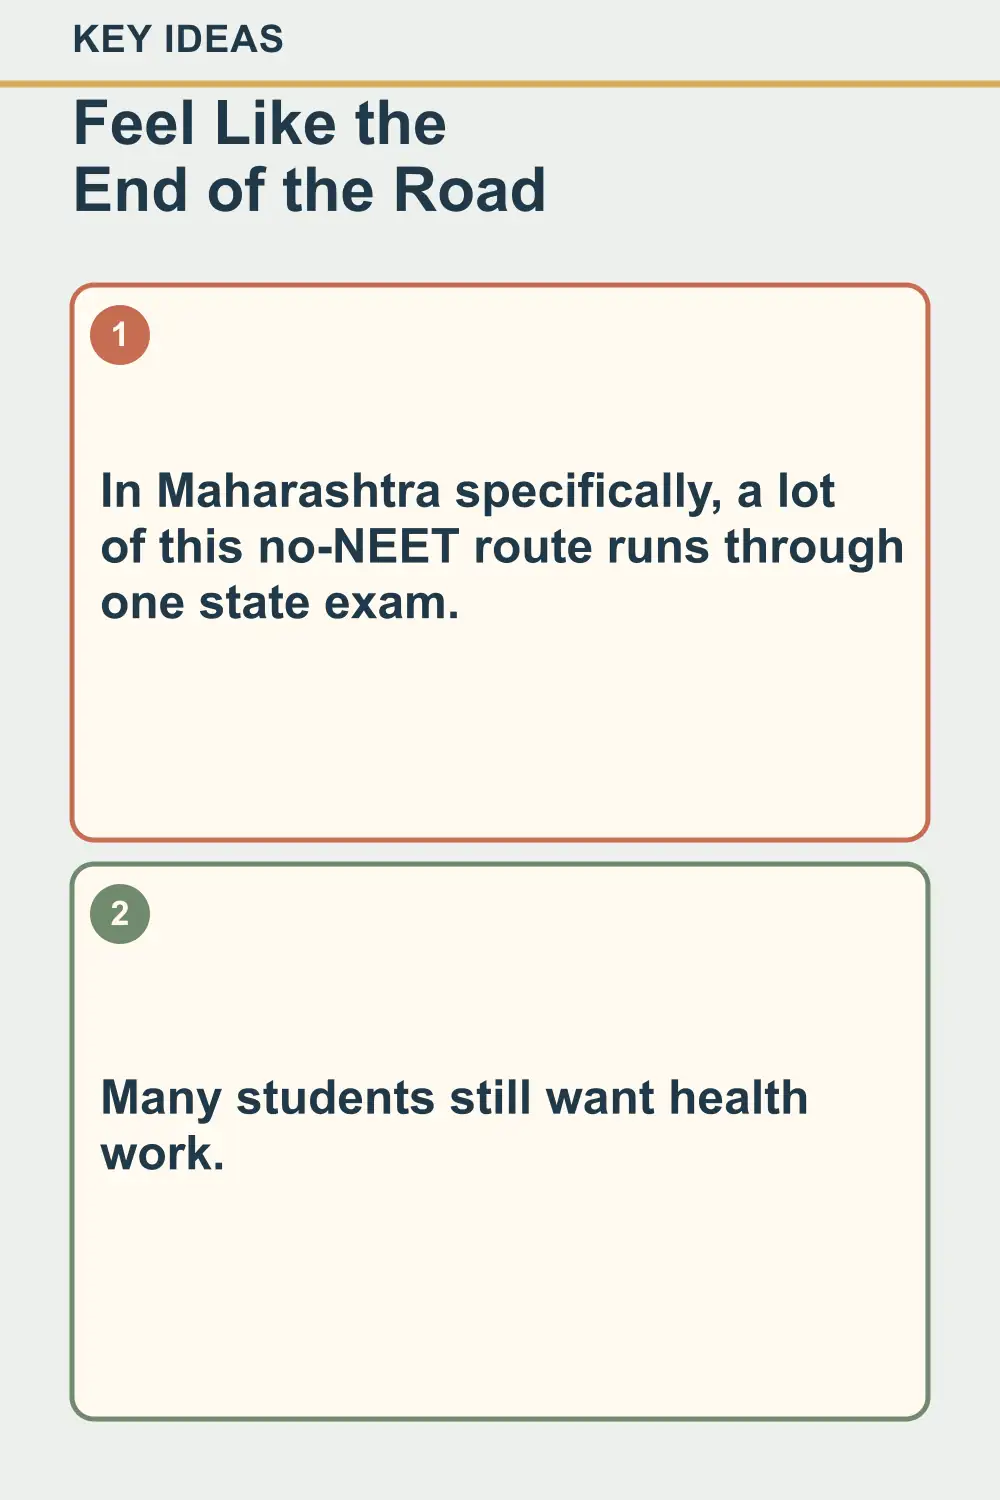 KEY IDEAS
Feel Like the
End of the Road
1
In Maharashtra specifically, a lot
of this no-NEET route runs through
one state exam.
2
Many students still want health
work.